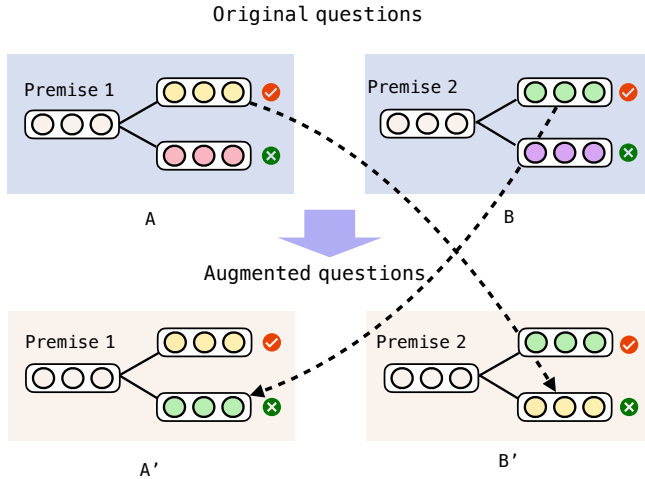 Original questions
Premise 1
Premise 2
A
B
Augmented questions
Premise 1
Premise 2
A’
B’